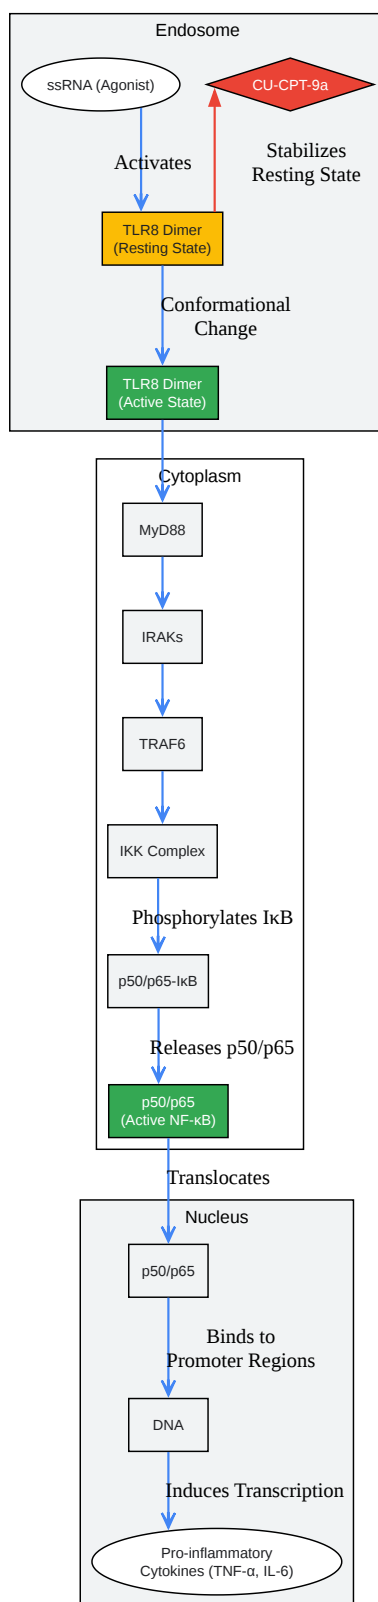 Endosome
ssRNA (Agonist)
CU-CPT-9a
Activates
Stabilizes
Resting State
TLR8 Dimer
(Resting State)
Conformational
Change
TLR8 Dimer
(Active State)
Cytoplasm
MyD88
IRAKs
TRAF6
IKK Complex
Phosphorylates IκB
p50/p65-IκB
Releases p50/p65
p50/p65
(Active NF-κB)
Translocates
Nucleus
p50/p65
Binds to
Promoter Regions
DNA
Induces Transcription
Pro-inflammatory
Cytokines (TNF-α, IL-6)